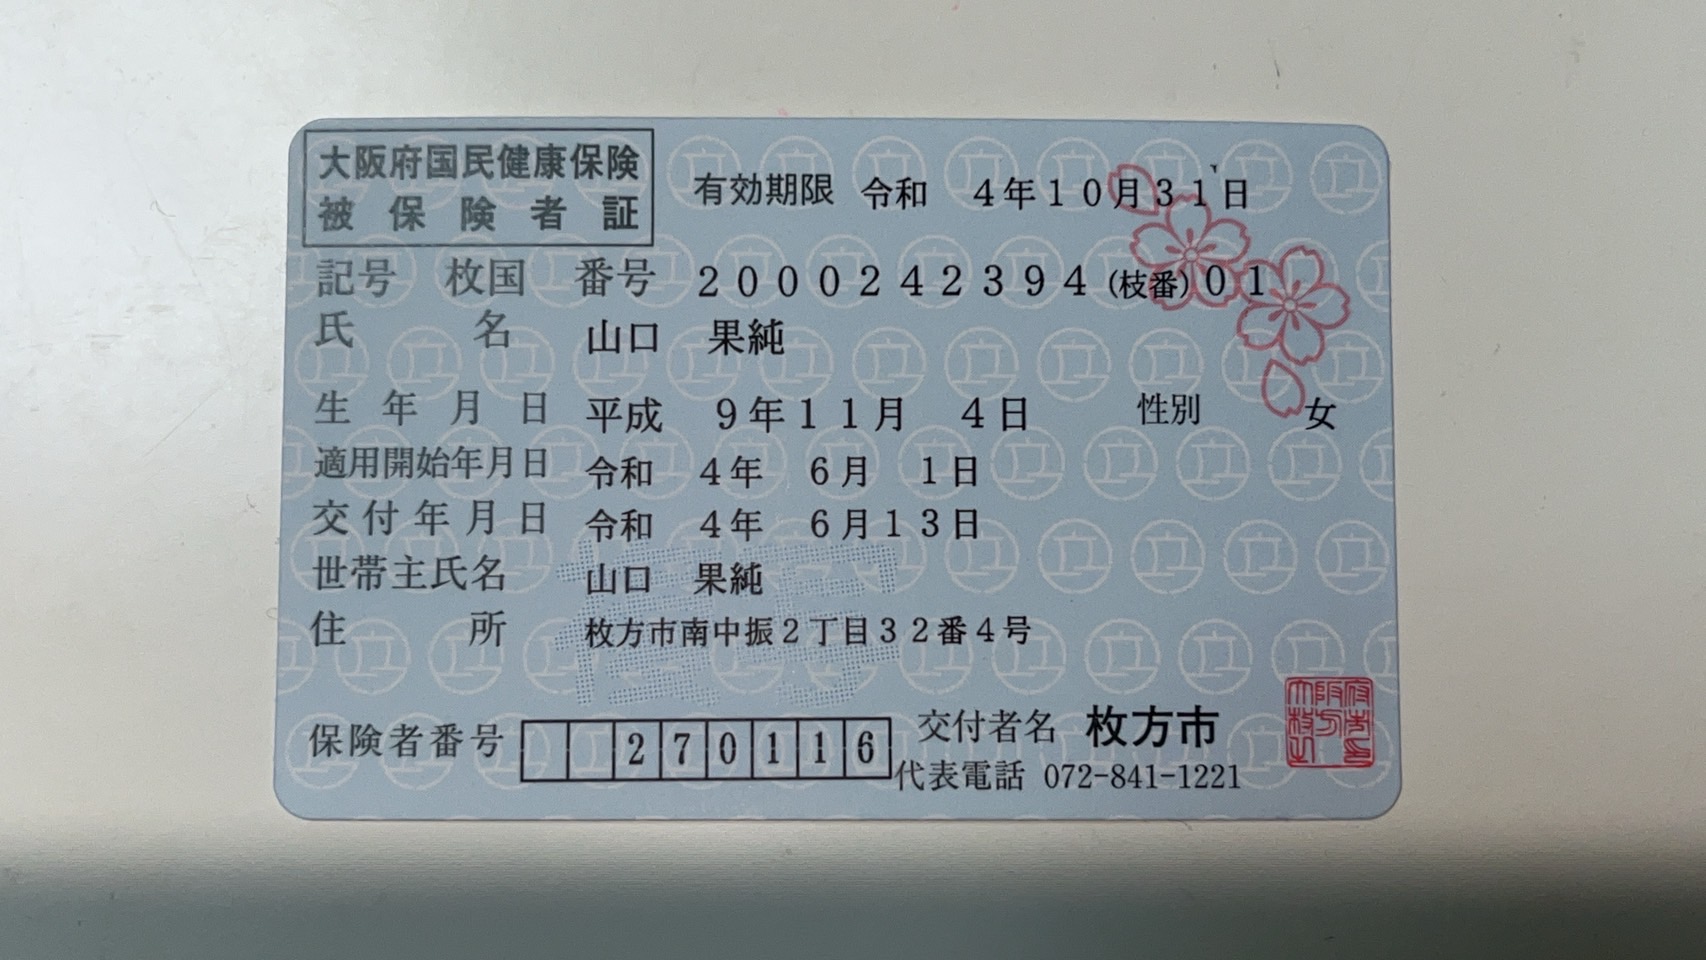 大阪府国民健康保険
被保険者証
有効期限 令和 4年10月31日
記号 枚国 番号 2000242394 (枝番) 01
氏名 山口 果純
生年月日 平成 9年11月 4日 性別 女
適用開始年月日 令和 4年 6月 1日
交付年月日 令和 4年 6月13日
世帯主氏名 山口 果純
住所 枚方市南中振2丁目32番4号
保険者番号 270116
交付者名 枚方市
代表電話 072-841-1221